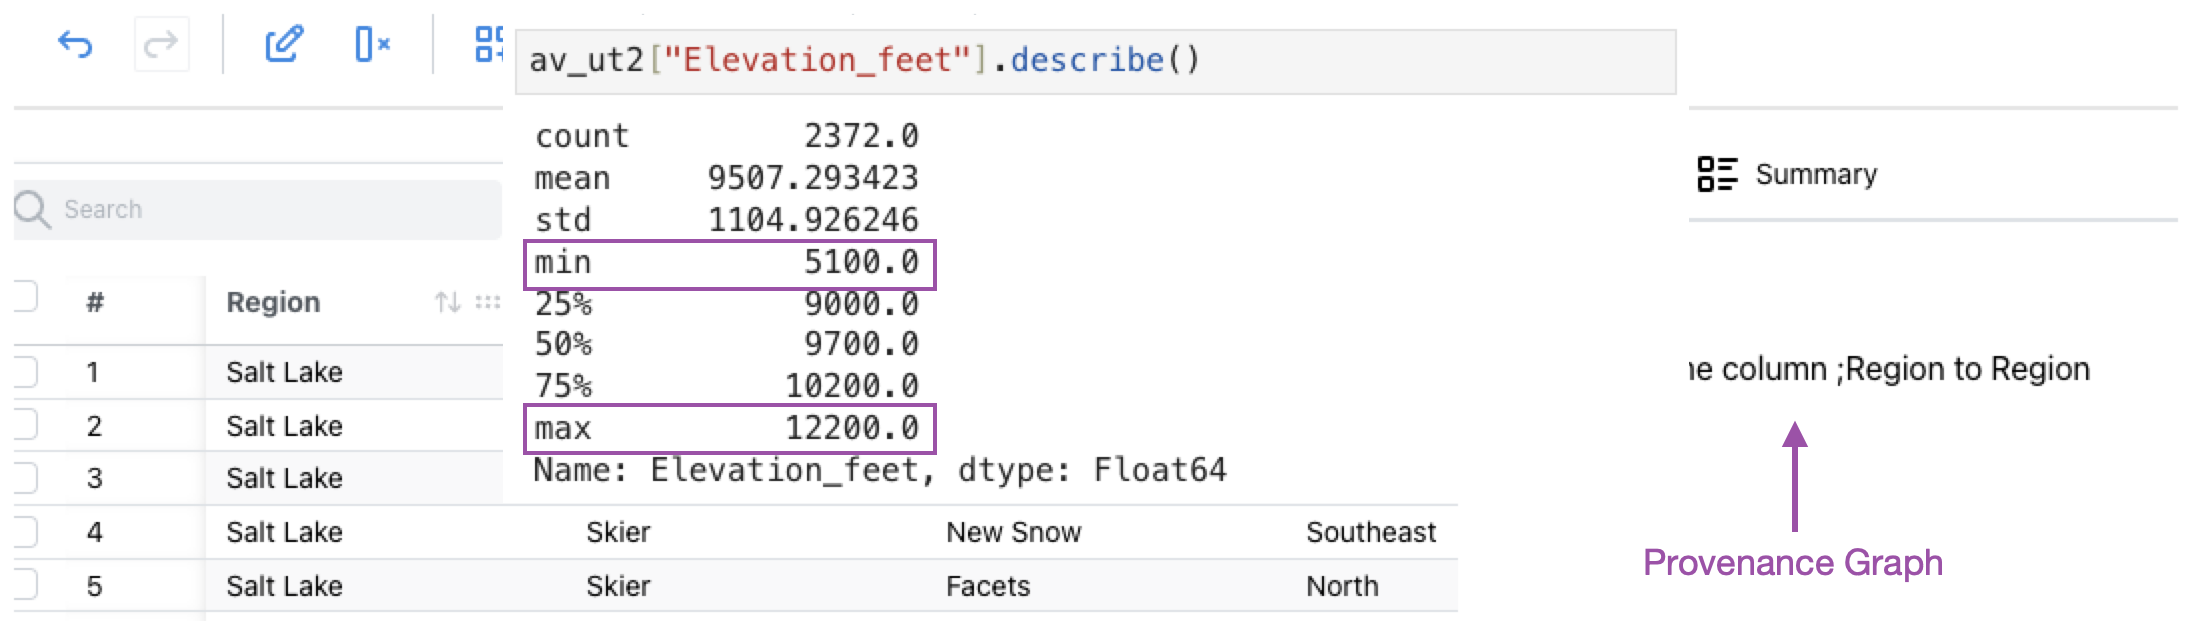 av_ut2["Elevation_feet"].describe()
count 2372.0
mean 9507.293423
std 1104.926246
min 5100.0
25% 9000.0
50% 9700.0
75% 10200.0
max 12200.0
Name: Elevation_feet, dtype: Float64
Summary
Search
# Region
1 Salt Lake
2 Salt Lake
3 Salt Lake
4 Salt Lake Skier New Snow Southeast
5 Salt Lake Skier Facets North
column ;Region to Region
Provenance Graph